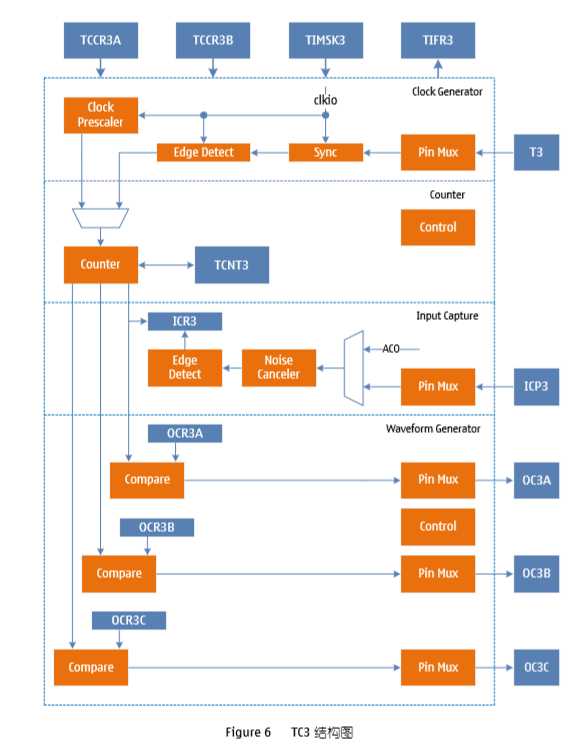 TCCR3A TCCR3B TIMSK3 TIFR3
clkio
Clock Generator
Clock
Prescaler
Edge Detect Sync Pin Mux T3
Counter
Control
Counter TCNT3
Input Capture
ICR3
AC0
Edge
Detect
Noise
Canceler
Pin Mux ICP3
Waveform Generator
OCR3A
Compare Pin Mux OC3A
OCR3B
Control
Compare Pin Mux OC3B
OCR3C
Compare Pin Mux OC3C
Figure 6 TC3 结构图